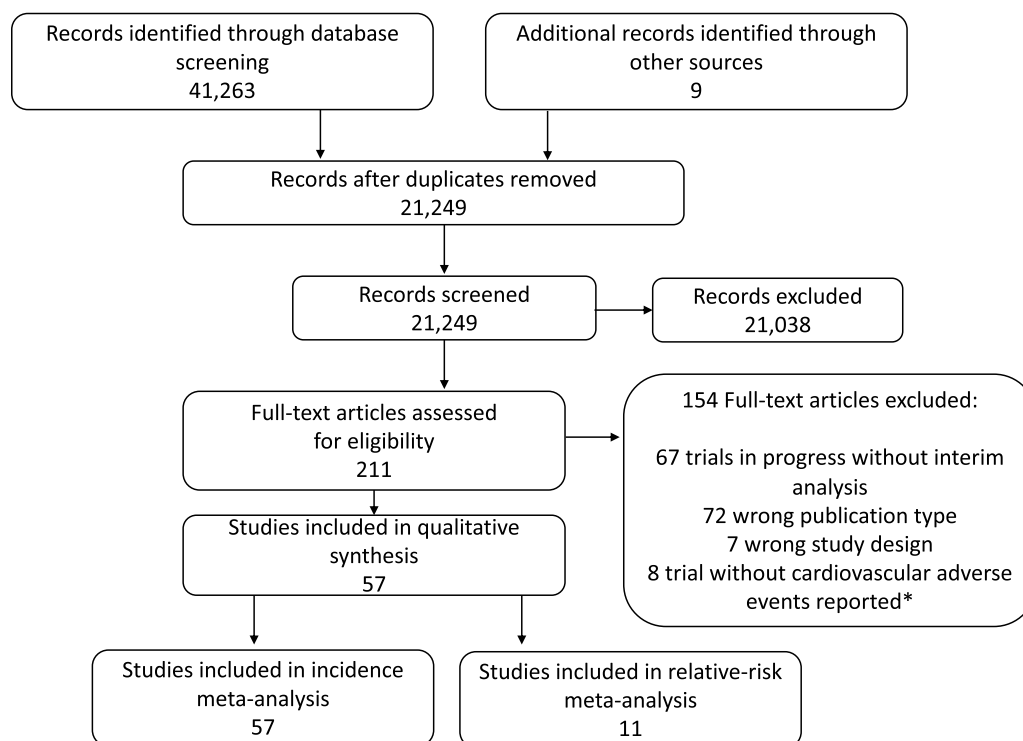 Records identified through database
screening
41,263
Additional records identified through
other sources
9
Records after duplicates removed
21,249
Records screened
21,249
Records excluded
21,038
Full-text articles assessed
for eligibility
211
154 Full-text articles excluded:
67 trials in progress without interim
analysis
72 wrong publication type
7 wrong study design
8 trial without cardiovascular adverse
events reported*
Studies included in qualitative
synthesis
57
Studies included in incidence
meta-analysis
57
Studies included in relative-risk
meta-analysis
11